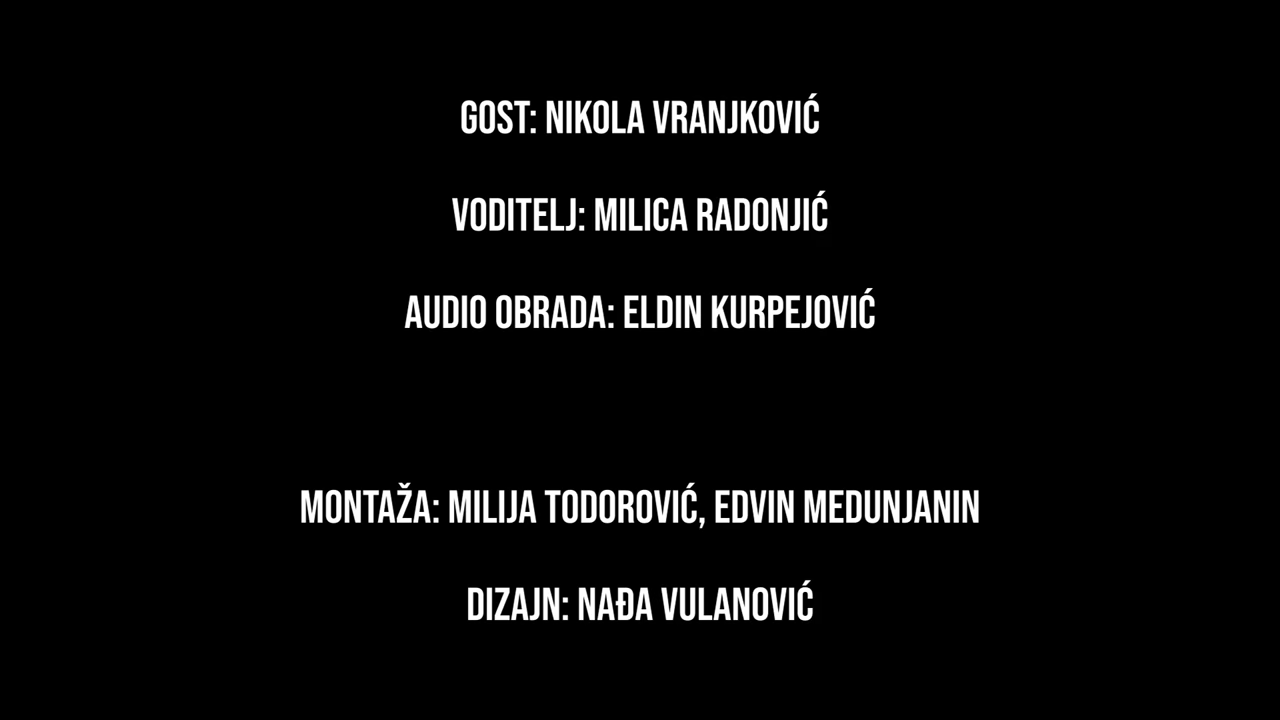 GOST: NIKOLA VRANJKOVIĆ
VODITELJ: MILICA RADONJIĆ
AUDIO OBRADA: ELDIN KURPEJOVIĆ
MONTAŽA: MILIJA TODOROVIĆ, EDVIN MEDUNJANIN
DIZAJN: NAĐA VULANOVIĆ